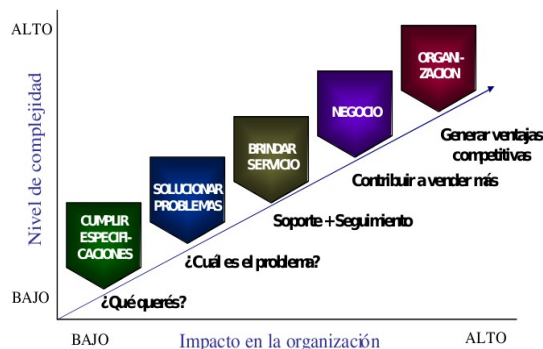 ALTO
ORGANI-
ZACION
NEGOCIO
Generar ventajas
competitivas
BRINDAR
SERVICIO
Contribuir a vender más
SOLUCIONAR
PROBLEMAS
Soporte + Seguimiento
CUMPLIR
ESPECIFI-
CACIONES
¿Cuál es el problema?
¿Qué querés?
Nivel de complejidad
BAJO
BAJO
Impacto en la organización
ALTO